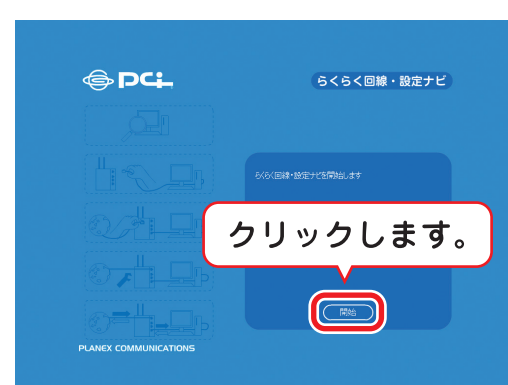 PCi
らくらく回線・設定ナビ
らくらく回線・設定ナビを開始します
クリックします。
開始
PLANEX COMMUNICATIONS